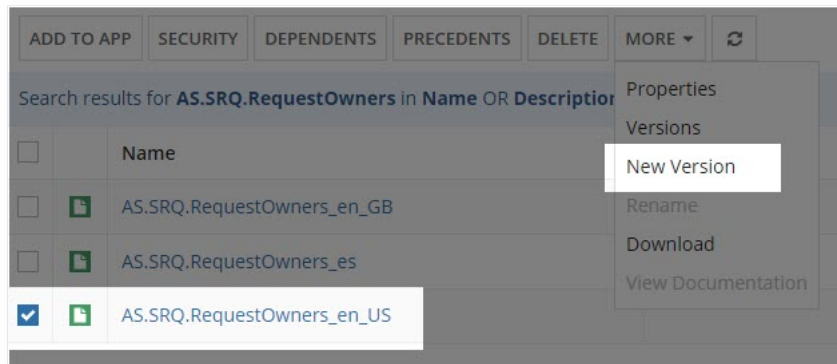 ADD TO APP SECURITY DEPENDENTS PRECEDENTS DELETE MORE
Search results for AS.SRQ.RequestOwners in Name OR Description
Properties
Versions
New Version
Rename
Download
View Documentation
Name
AS.SRQ.RequestOwners_en_GB
AS.SRQ.RequestOwners_es
AS.SRQ.RequestOwners_en_US